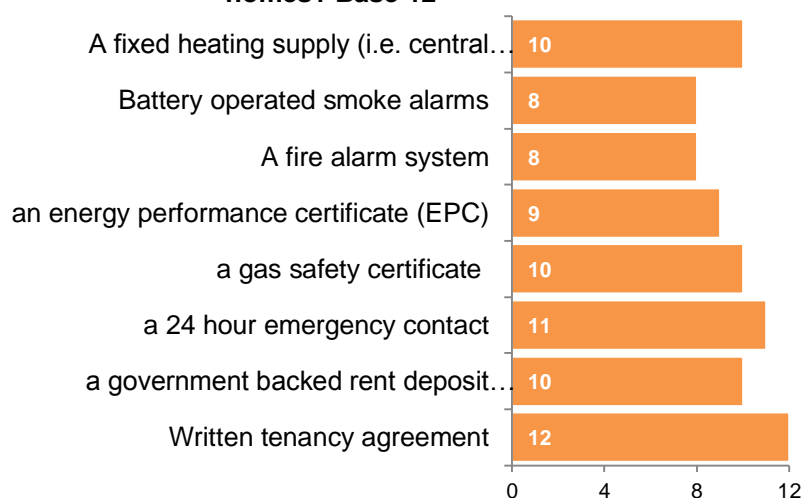 A fixed heating supply (i.e. central… 10
Battery operated smoke alarms 8
A fire alarm system 8
an energy performance certificate (EPC) 9
a gas safety certificate 10
a 24 hour emergency contact 11
a government backed rent deposit… 10
Written tenancy agreement 12
0 4 8 12